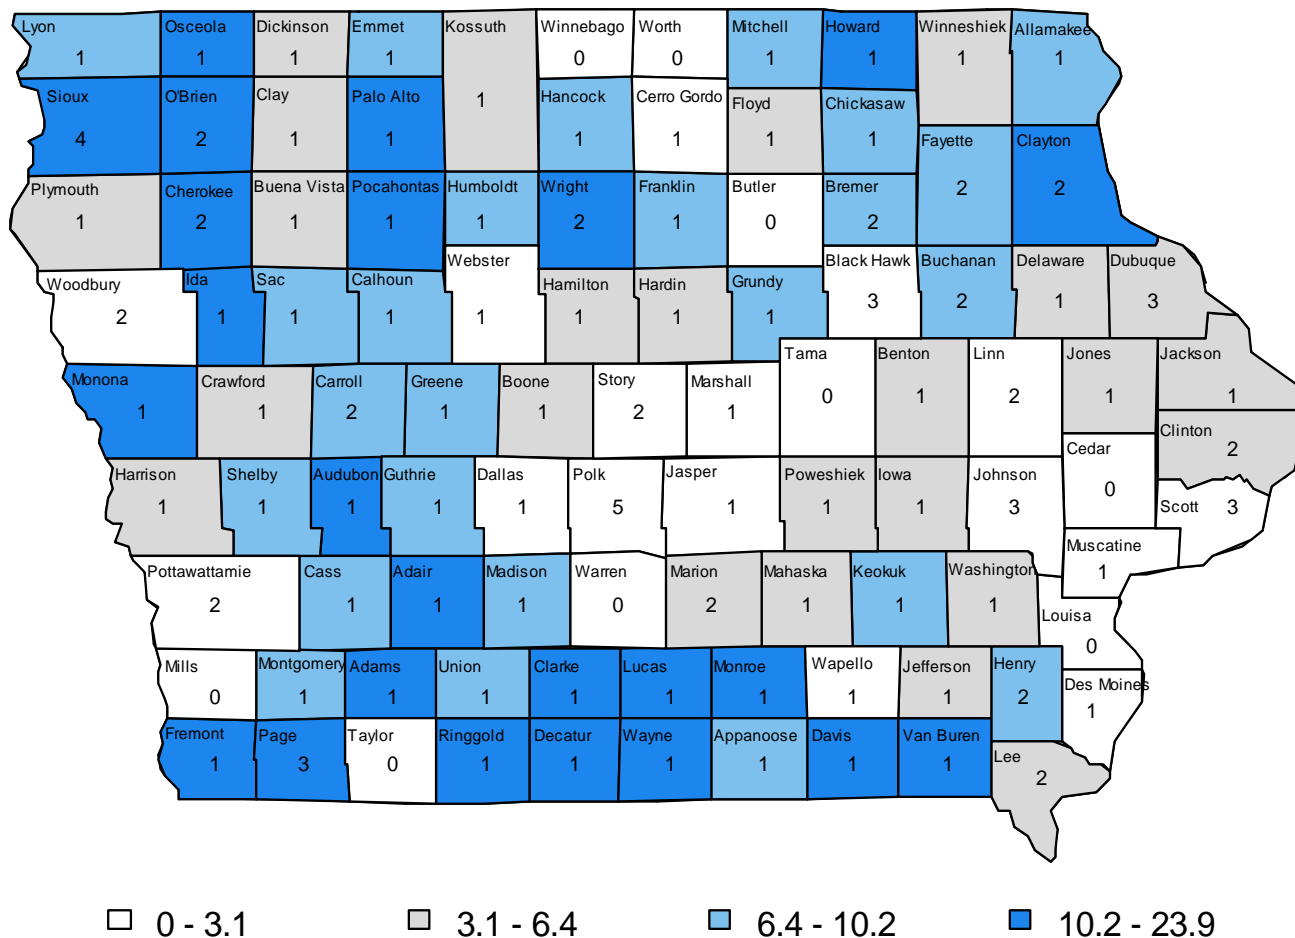 Lyon Osceola Dickinson Emmet Kossuth Winnebago Worth Mitchell Howard Winneshiek Allamakee
1 1 1 1 0 0 1 1 1 1
Sioux O'Brien Clay Palo Alto 1 Hancock Cerro Gordo Floyd Chickasaw
4 2 1 1 1 1 1 1
Fayette Clayton
2 2
Plymouth Cherokee Buena Vista Pocahontas Humboldt Wright Franklin Butler Bremer
1 2 1 1 1 2 1 0 2
Woodbury Ida Sac Calhoun Webster Hamilton Hardin Grundy Black Hawk Buchanan Delaware Dubuque
2 1 1 1 1 1 1 1 3 2 1 3
Tama Benton Linn Jones Jackson
0 1 2 1 1
Monona Crawford Carroll Greene Boone Story Marshall
1 1 2 1 1 2 1
Clinton
2
Cedar
0
Harrison Shelby Audubon Guthrie Dallas Polk Jasper Poweshiek Iowa Johnson
1 1 1 1 1 5 1 1 1 3
Scott 3
Muscatine
1
Pottawattamie Cass Adair Madison Warren Marion Mahaska Keokuk Washington
2 1 1 1 0 2 1 1 1
Louisa
0
Mills Montgomery Adams Union Clarke Lucas Monroe Wapello Jefferson Henry
0 1 1 1 1 1 1 1 1 2
Des Moines
1
Fremont Page Taylor Ringgold Decatur Wayne Appanoose Davis Van Buren
1 3 0 1 1 1 1 1 1
Lee
2
0 - 3.1 3.1 - 6.4 6.4 - 10.2 10.2 - 23.9